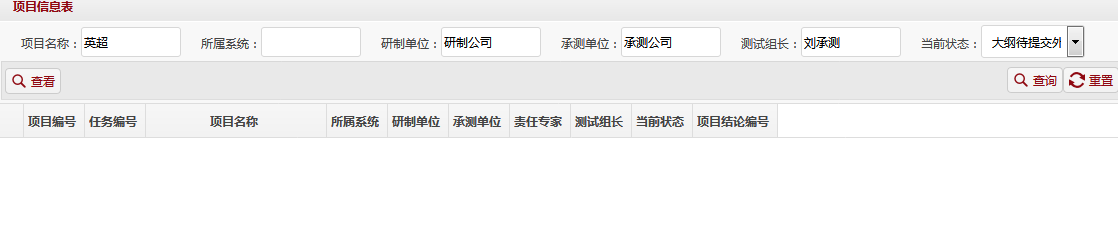 项目信息表
项目名称： 英超 所属系统： 研制单位： 研制公司 承测单位： 承测公司 测试组长： 刘承测 当前状态： 大纲待提交外
查看 查询 重置
项目编号 任务编号 项目名称 所属系统 研制单位 承测单位 责任专家 测试组长 当前状态 项目结论编号